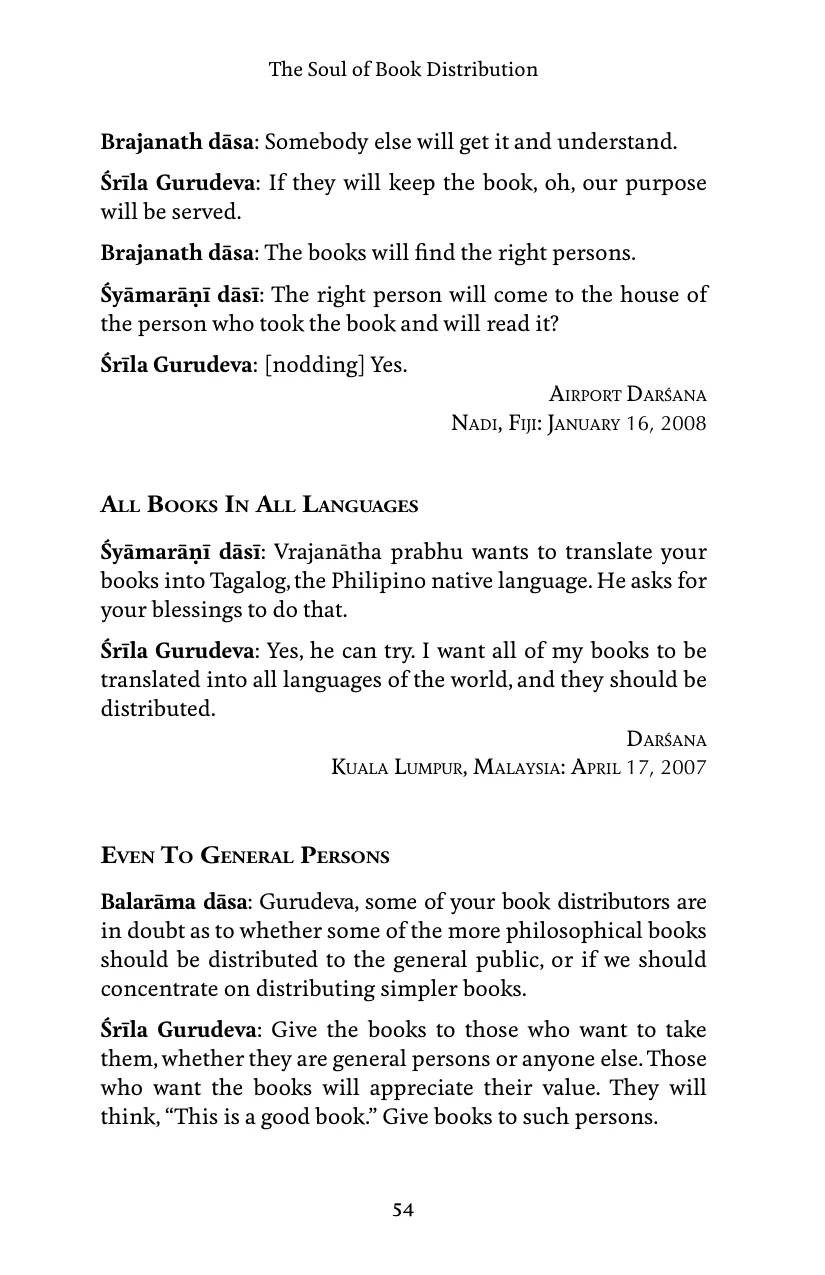 The Soul of Book Distribution
Brajanath dāsa: Somebody else will get it and understand.
Śrīla Gurudeva: If they will keep the book, oh, our purpose
will be served.
Brajanath dāsa: The books will find the right persons.
Śyāmarāṇī dāsī: The right person will come to the house of
the person who took the book and will read it?
Śrīla Gurudeva: [nodding] Yes.
Airport Darśana
Nadi, Fiji: January 16, 2008
All Books In All Languages
Śyāmarāṇī dāsī: Vrajanātha prabhu wants to translate your
books into Tagalog, the Philipino native language. He asks for
your blessings to do that.
Śrīla Gurudeva: Yes, he can try. I want all of my books to be
translated into all languages of the world, and they should be
distributed.
Darśana
Kuala Lumpur, Malaysia: April 17, 2007
Even To General Persons
Balarāma dāsa: Gurudeva, some of your book distributors are
in doubt as to whether some of the more philosophical books
should be distributed to the general public, or if we should
concentrate on distributing simpler books.
Śrīla Gurudeva: Give the books to those who want to take
them, whether they are general persons or anyone else. Those
who want the books will appreciate their value. They will
think, “This is a good book.” Give books to such persons.
54